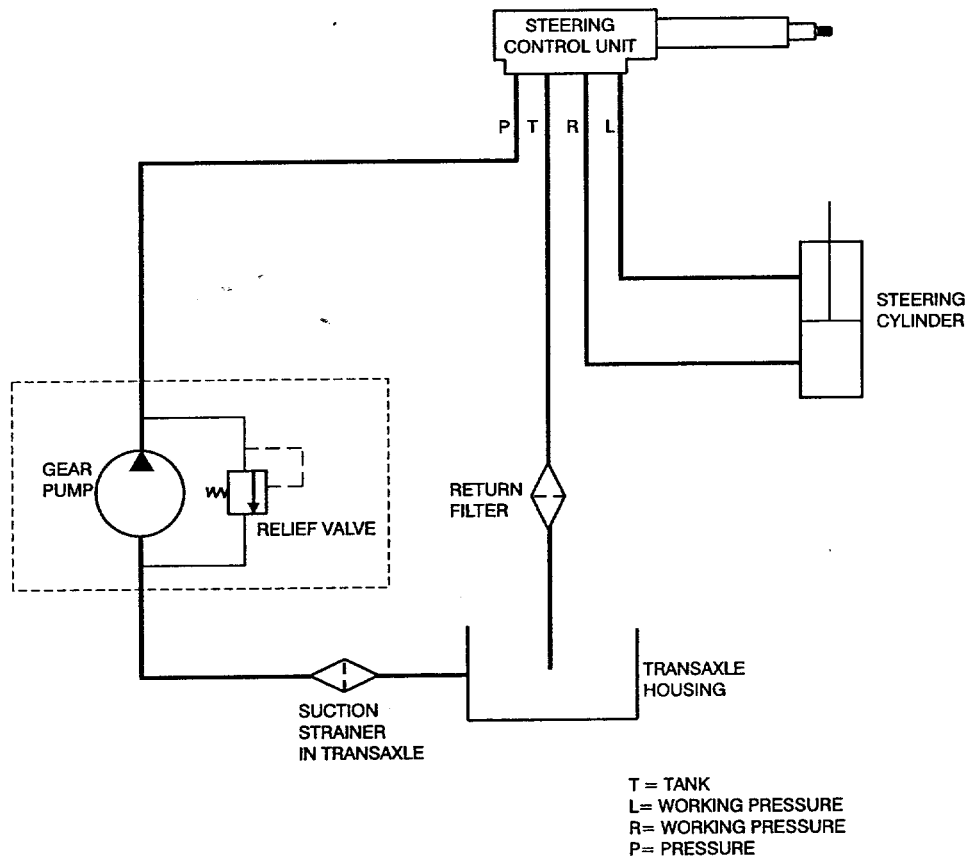 STEERING
CONTROL UNIT
P
T
R
L
STEERING
CYLINDER
GEAR
PUMP
RELIEF VALVE
RETURN
FILTER
TRANSAXLE
HOUSING
SUCTION
STRAINER
IN TRANSAXLE
T = TANK
L= WORKING PRESSURE
R= WORKING PRESSURE
P= PRESSURE